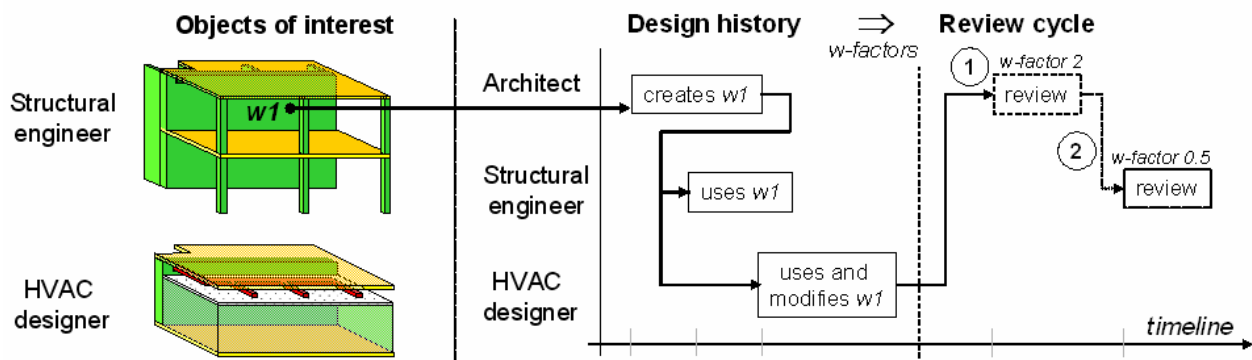 Objects of interest
Design history
⇒
w-factors
Review cycle
Structural
engineer
w1
HVAC
designer
Architect
Structural
engineer
HVAC
designer
creates w1
uses w1
uses and
modifies w1
1
w-factor 2
review
2
w-factor 0.5
review
timeline